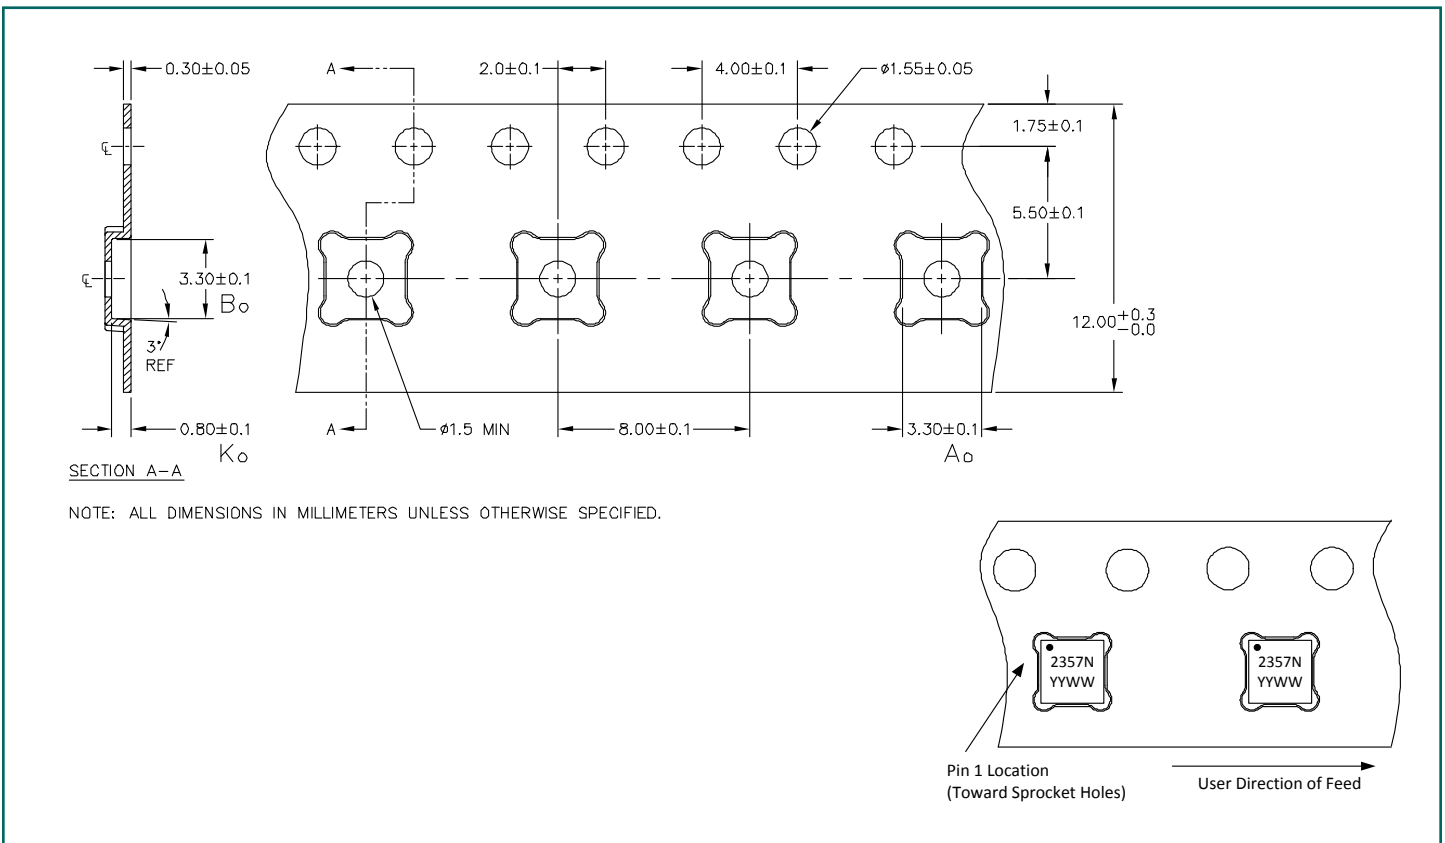 0.30±0.05
A
2.0±0.1
4.00±0.1
ø1.55±0.05
1.75±0.1
5.50±0.1
℄
℄
3.30±0.1
Bo
3°
REF
12.00 +0.3 -0.0
0.80±0.1
Ko
A
ø1.5 MIN
8.00±0.1
3.30±0.1
Ao
SECTION A-A
NOTE: ALL DIMENSIONS IN MILLIMETERS UNLESS OTHERWISE SPECIFIED.
2357N
YYWW
2357N
YYWW
Pin 1 Location
(Toward Sprocket Holes)
User Direction of Feed